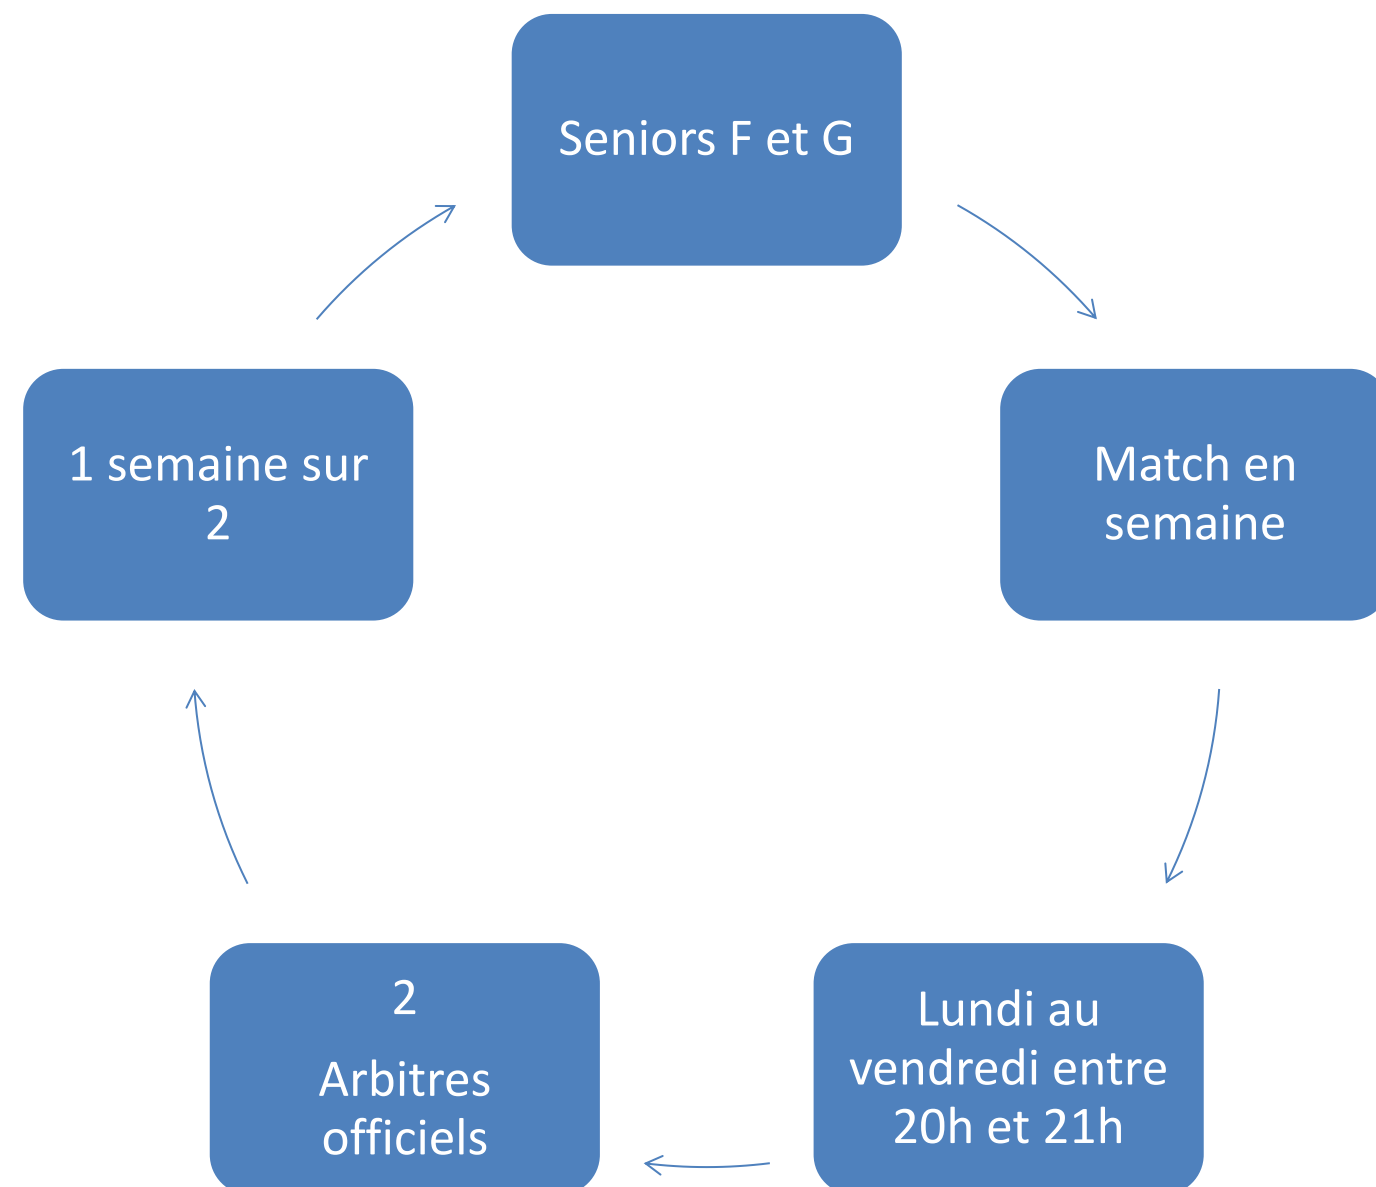 Seniors F et G
Match en
semaine
Lundi au
vendredi entre
20h et 21h
2
Arbitres
officiels
1 semaine sur
2